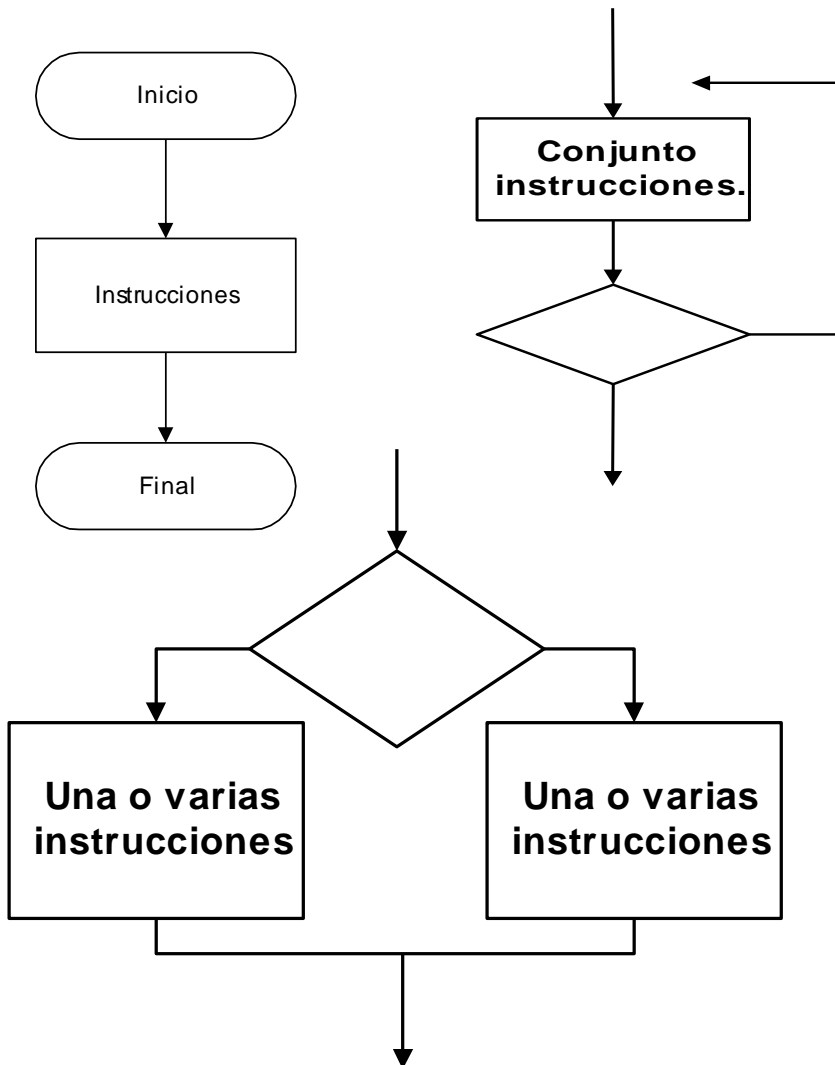 Inicio
Instrucciones
Final
Conjunto
instrucciones.
Una o varias
instrucciones
Una o varias
instrucciones